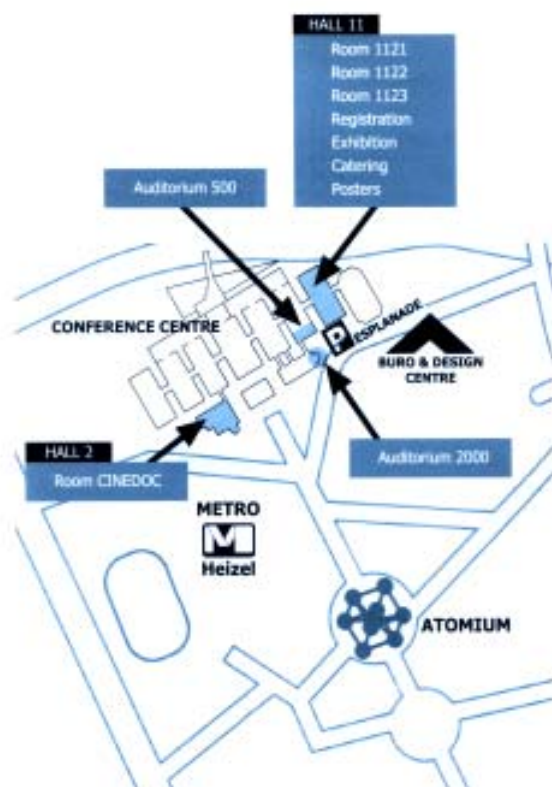 HALL 11
Room 1121
Room 1122
Room 1123
Registration
Exhibition
Catering
Posters
Auditorium 500
CONFERENCE CENTRE
P
ESPLANADE
BURO & DESIGN
CENTRE
HALL 2
Room CINEDOC
Auditorium 2000
METRO
M
Heizel
ATOMIUM